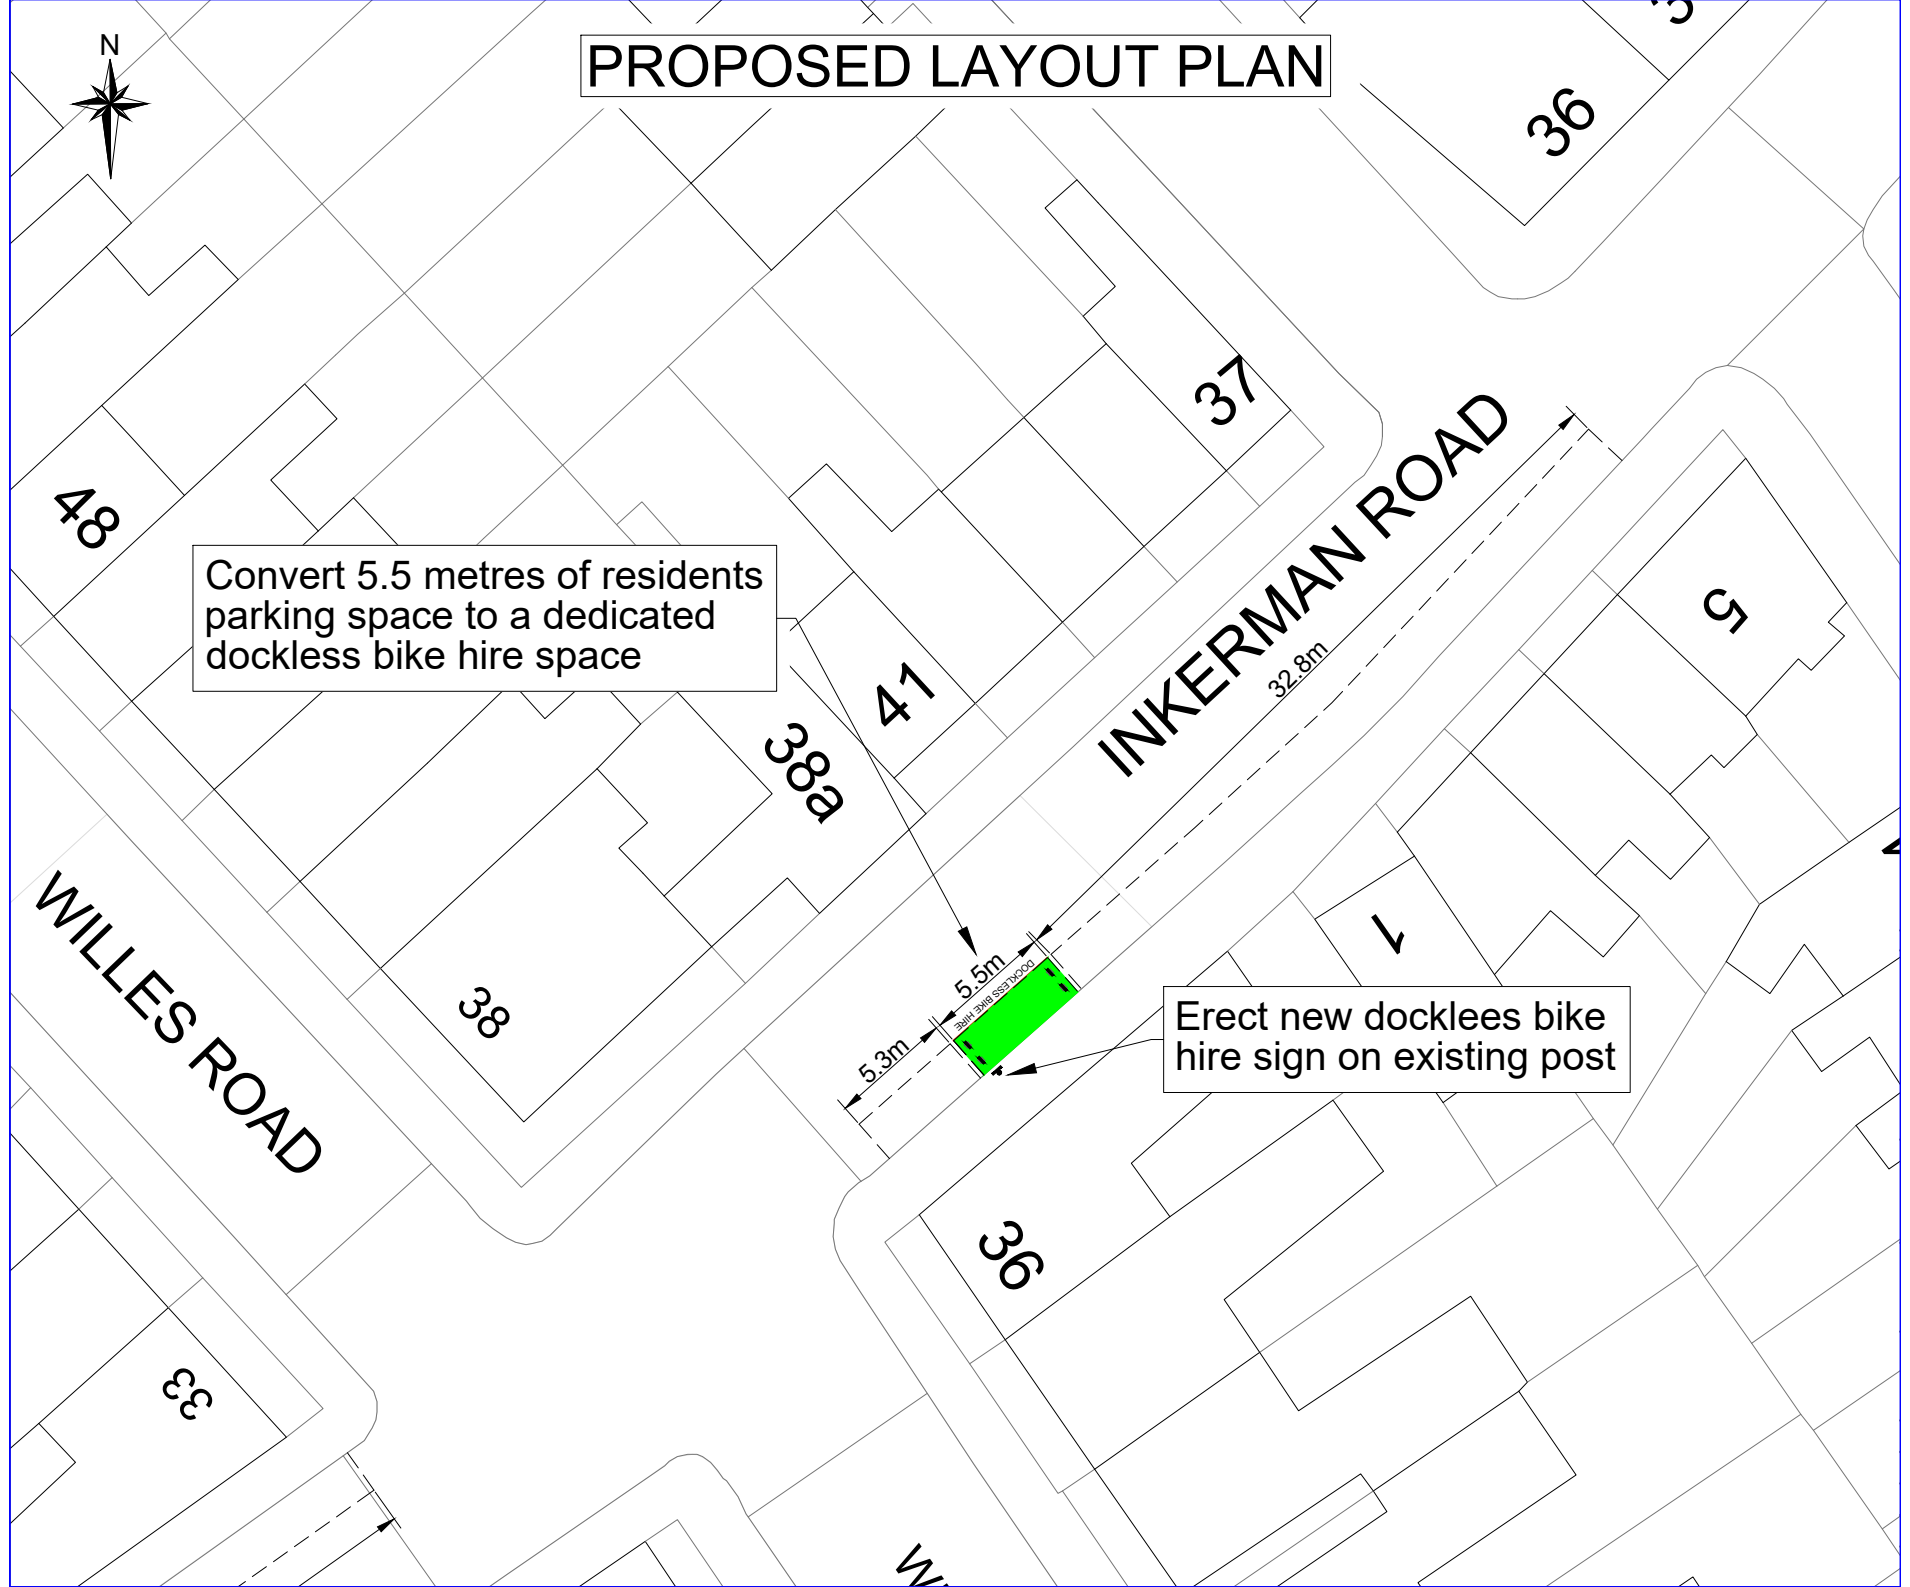 N
PROPOSED LAYOUT PLAN
36
37
48
Convert 5.5 metres of residents
parking space to a dedicated
dockless bike hire space
INKERMAN ROAD
5
32.8m
41
38a
1
WILLES ROAD
38
5.5m
DOCKLESS BIKE HIRE
5.3m
Erect new docklees bike
hire sign on existing post
36
33